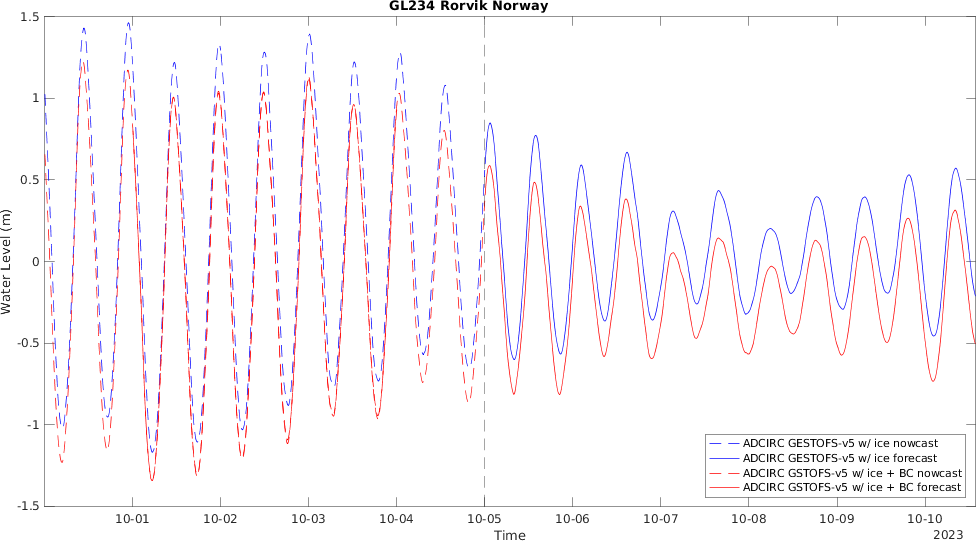 GL234 Rorvik Norway
1.5
1
0.5
0
-0.5
-1
-1.5
Water Level (m)
10-01 10-02 10-03 10-04 10-05 10-06 10-07 10-08 10-09 10-10
Time
2023
ADCIRC GESTOFS-v5 w/ ice nowcast
ADCIRC GESTOFS-v5 w/ ice forecast
ADCIRC GSTOFS-v5 w/ ice + BC nowcast
ADCIRC GSTOFS-v5 w/ ice + BC forecast